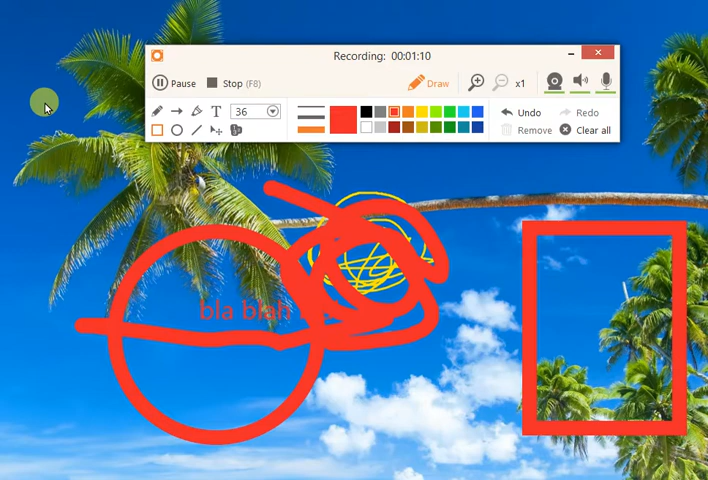 Recording: 00:01:10
Pause Stop (F8) Draw x1
T 36 Undo Redo
Remove Clear all
bla blah